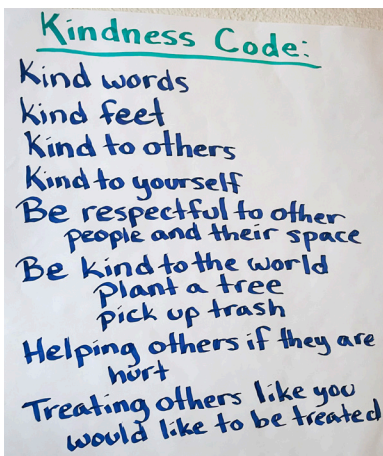 Kindness Code:
Kind words
Kind feet
Kind to others
Kind to yourself
Be respectful to other
people and their space
Be kind to the world
plant a tree
pick up trash
Helping others if they are
hurt
Treating others like you
would like to be treated